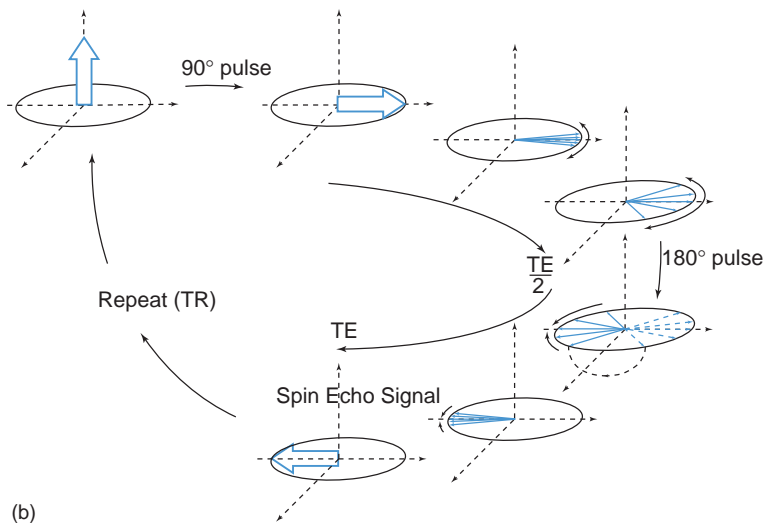 90° pulse
TE
2
180° pulse
Repeat (TR)
TE
Spin Echo Signal
(b)